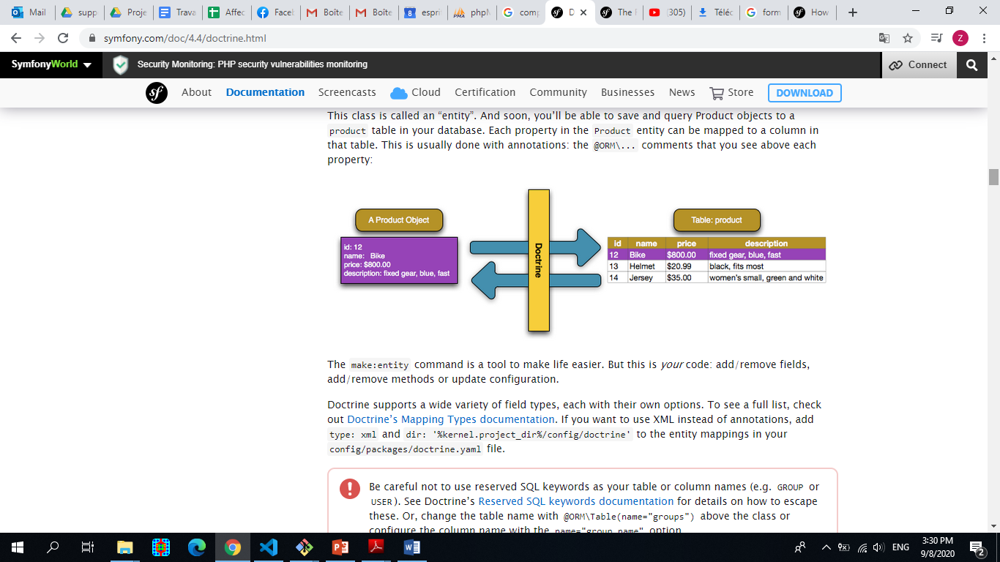 Mail
supp
Proje
Trava
Affec
Faceb
Boîte
Boîte
8
espri
PMA
phpM
comp
D
The
(305)
Téléc
form
How
symfony.com/doc/4.4/doctrine.html
Z
SymfonyWorld
Security Monitoring: PHP security vulnerabilities monitoring
Connect
sf
About
Documentation
Screencasts
Cloud
Certification
Community
Businesses
News
Store
DOWNLOAD
This class is called an “entity”. And soon, you’ll be able to save and query Product objects to a
product table in your database. Each property in the Product entity can be mapped to a column in
that table. This is usually done with annotations: the @ORM\... comments that you see above each
property:
A Product Object
id: 12
name: Bike
price: $800.00
description: fixed gear, blue, fast
Doctrine
Table: product
id name price description
12 Bike $800.00 fixed gear, blue, fast
13 Helmet $20.99 black, fits most
14 Jersey $35.00 women's small, green and white
The make:entity command is a tool to make life easier. But this is your code: add/remove fields,
add/remove methods or update configuration.
Doctrine supports a wide variety of field types, each with their own options. To see a full list, check
out Doctrine’s Mapping Types documentation. If you want to use XML instead of annotations, add
type: xml and dir: '%kernel.project_dir%/config/doctrine' to the entity mappings in your
config/packages/doctrine.yaml file.
Be careful not to use reserved SQL keywords as your table or column names (e.g. GROUP or
USER). See Doctrine’s Reserved SQL keywords documentation for details on how to escape
these. Or, change the table name with @ORM\Table(name="groups") above the class or
configure the column name with the name="group_name" option.
ENG
3:30 PM
9/8/2020
2